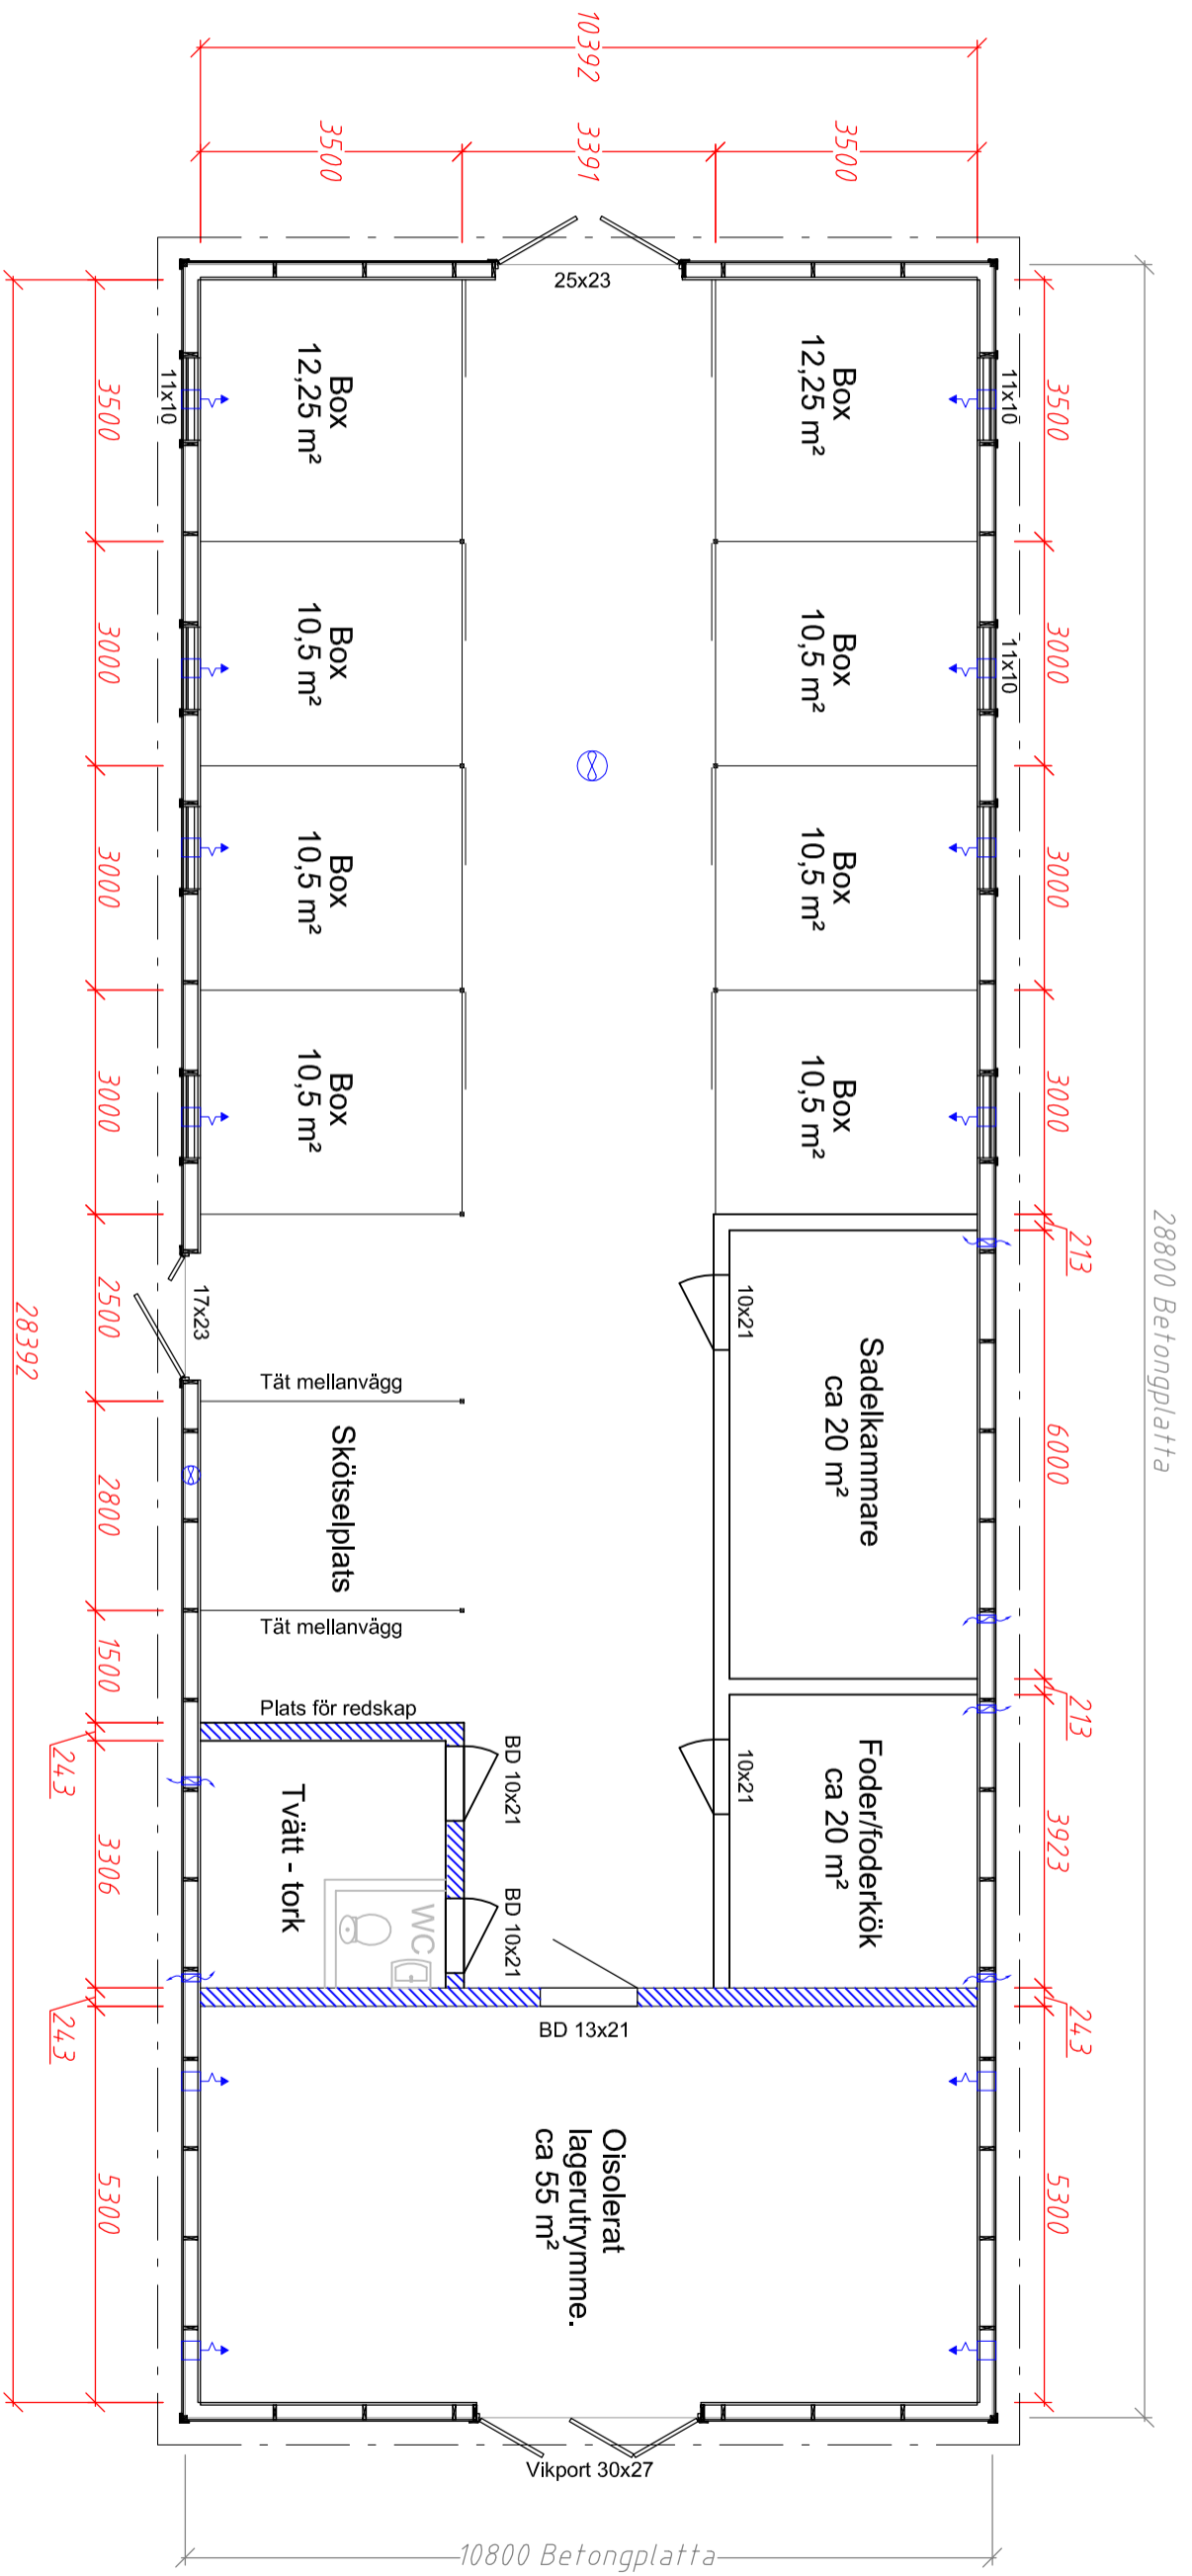 10392
3500
3391
3500
25x23
11x10
11x10
11x10
3500
3000
3000
3000
2500
2800
1500
243
3306
243
5300
28392
3500
3000
3000
3000
213
6000
213
3923
243
5300
28800 Betongplatta
Box
12,25 m²
Box
12,25 m²
Box
10,5 m²
Box
10,5 m²
Box
10,5 m²
Box
10,5 m²
Box
10,5 m²
Box
10,5 m²
17x23
10x21
Sadelkammare
ca 20 m²
Tät mellanvägg
Skötselplats
Tät mellanvägg
Plats för redskap
BD 10x21
10x21
Foder/foderkök
ca 20 m²
Tvätt - tork
WC
BD 10x21
BD 13x21
Oisolerat
lagerutrymme.
ca 55 m²
Vikport 30x27
10800 Betongplatta